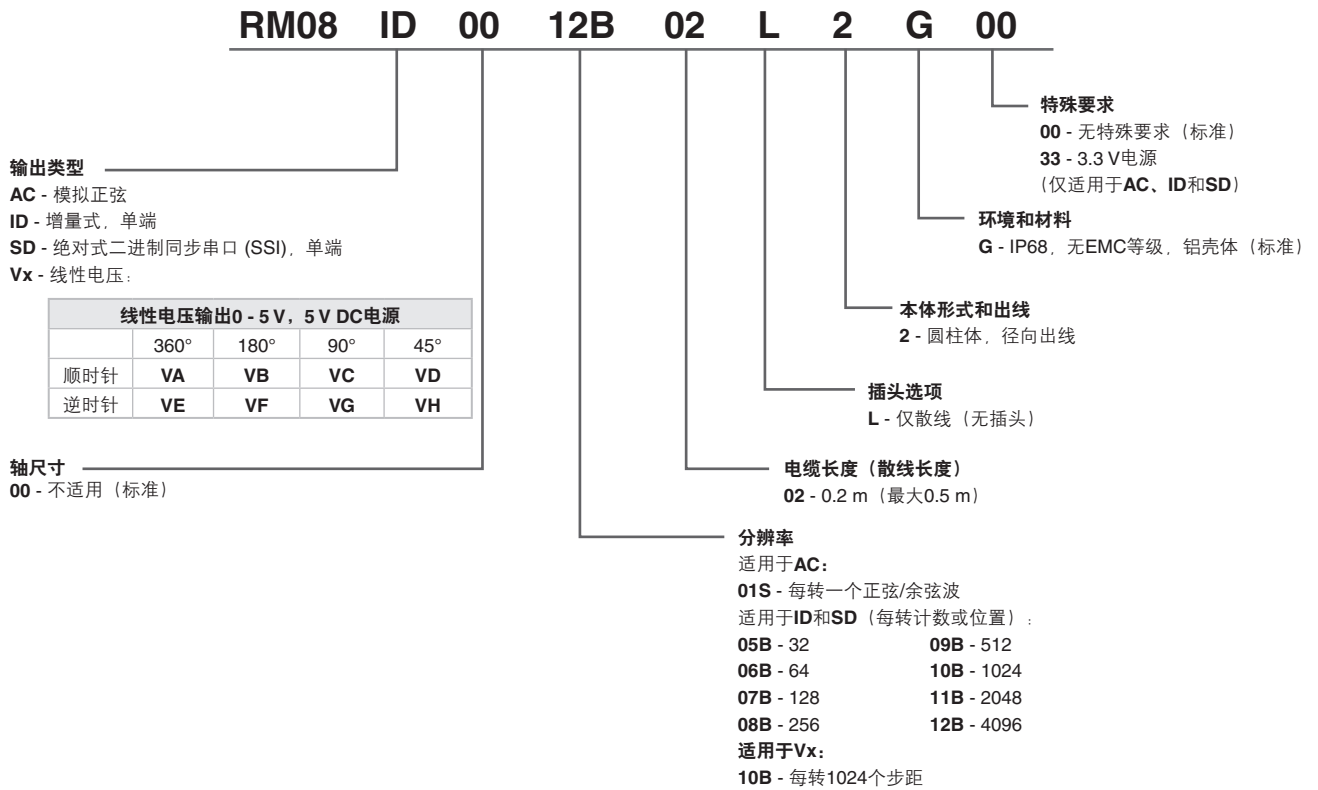 RM08 ID 00 12B 02 L 2 G 00
特殊要求
00 - 无特殊要求（标准）
33 - 3.3 V电源
（仅适用于AC、ID和SD）
输出类型
AC - 模拟正弦
ID - 增量式，单端
SD - 绝对式二进制同步串口 (SSI)，单端
Vx - 线性电压：
线性电压输出0 - 5 V，5 V DC电源
360° 180° 90° 45°
顺时针 VA VB VC VD
逆时针 VE VF VG VH
环境和材料
G - IP68，无EMC等级，铝壳体（标准）
本体形式和出线
2 - 圆柱体，径向出线
插头选项
L - 仅散线（无插头）
轴尺寸
00 - 不适用（标准）
电缆长度（散线长度）
02 - 0.2 m（最大0.5 m）
分辨率
适用于AC：
01S - 每转一个正弦/余弦波
适用于ID和SD（每转计数或位置）：
05B - 32 09B - 512
06B - 64 10B - 1024
07B - 128 11B - 2048
08B - 256 12B - 4096
适用于Vx：
10B - 每转1024个步距